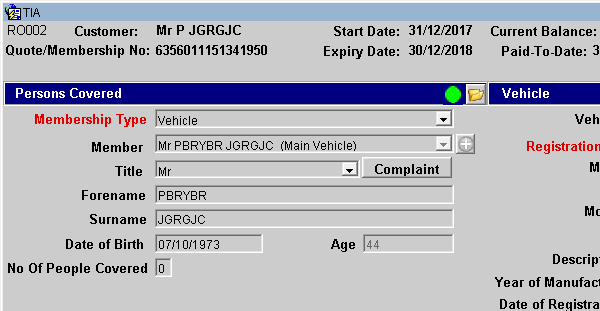 TIA
RO002 Customer: Mr P JGRGJC Start Date: 31/12/2017 Current Balance:
Quote/Membership No: 6356011151341950 Expiry Date: 30/12/2018 Paid-To-Date: 3
Persons Covered Vehicle
Membership Type Vehicle Veh
Member Mr PBRYBR JGRGJC (Main Vehicle) Registration
Title Mr Complaint M
Forename PBRYBR
Surname JGRGJC Mo
Date of Birth 07/10/1973 Age 44
Descript
No Of People Covered 0
Year of Manufact
Date of Registra